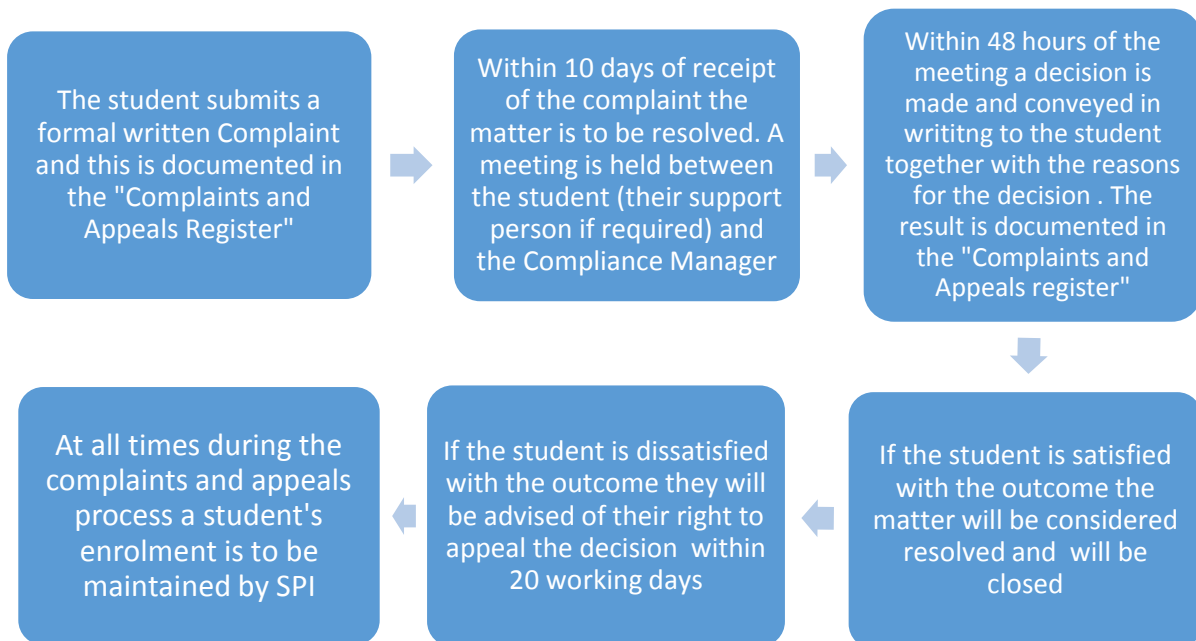 The student submits a
formal written Complaint
and this is documented in
the "Complaints and
Appeals Register"
Within 10 days of receipt
of the complaint the
matter is to be resolved. A
meeting is held between
the student (their support
person if required) and
the Compliance Manager
Within 48 hours of the
meeting a decision is
made and conveyed in
writitng to the student
together with the reasons
for the decision . The
result is documented in
the "Complaints and
Appeals register"
If the student is satisfied
with the outcome the
matter will be considered
resolved and will be
closed
If the student is dissatisfied
with the outcome they will
be advised of their right to
appeal the decision within
20 working days
At all times during the
complaints and appeals
process a student's
enrolment is to be
maintained by SPI